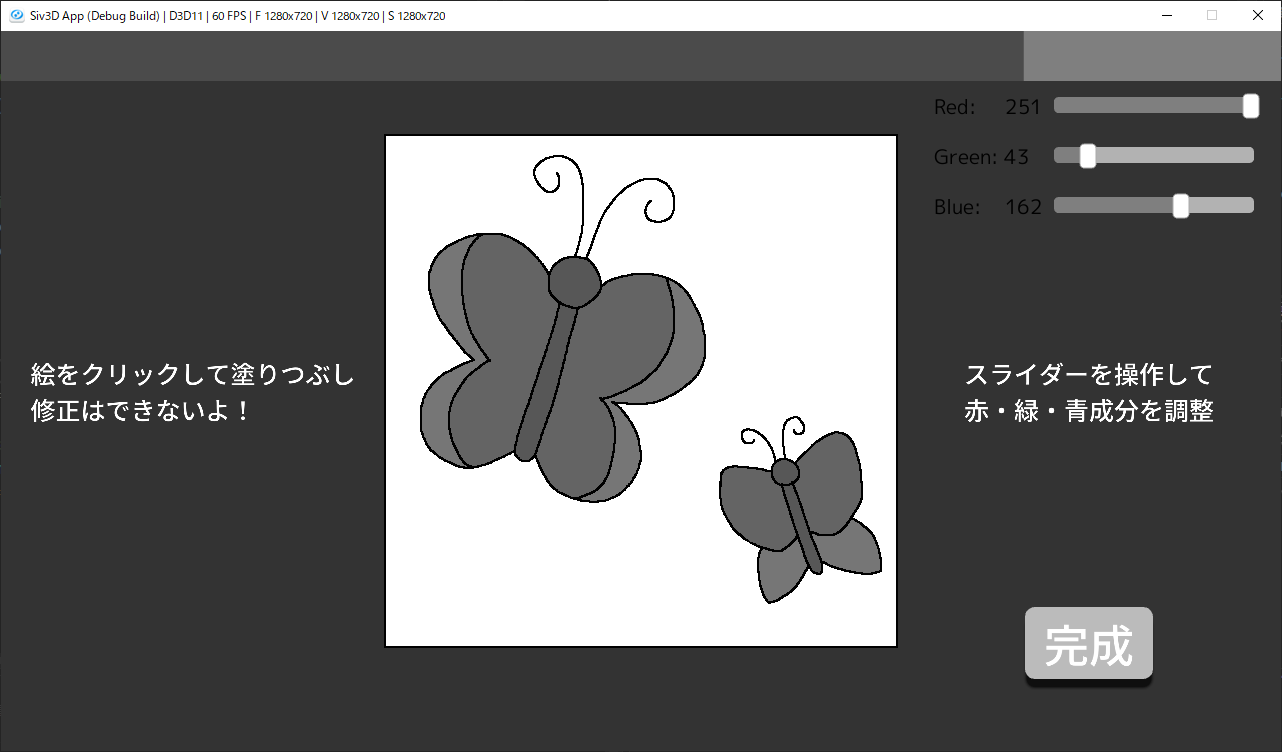 Siv3D App (Debug Build) | D3D11 | 60 FPS | F 1280x720 | V 1280x720 | S 1280x720
Red: 251
Green: 43
Blue: 162
絵をクリックして塗りつぶし
修正はできないよ！
スライダーを操作して
赤・緑・青成分を調整
完成